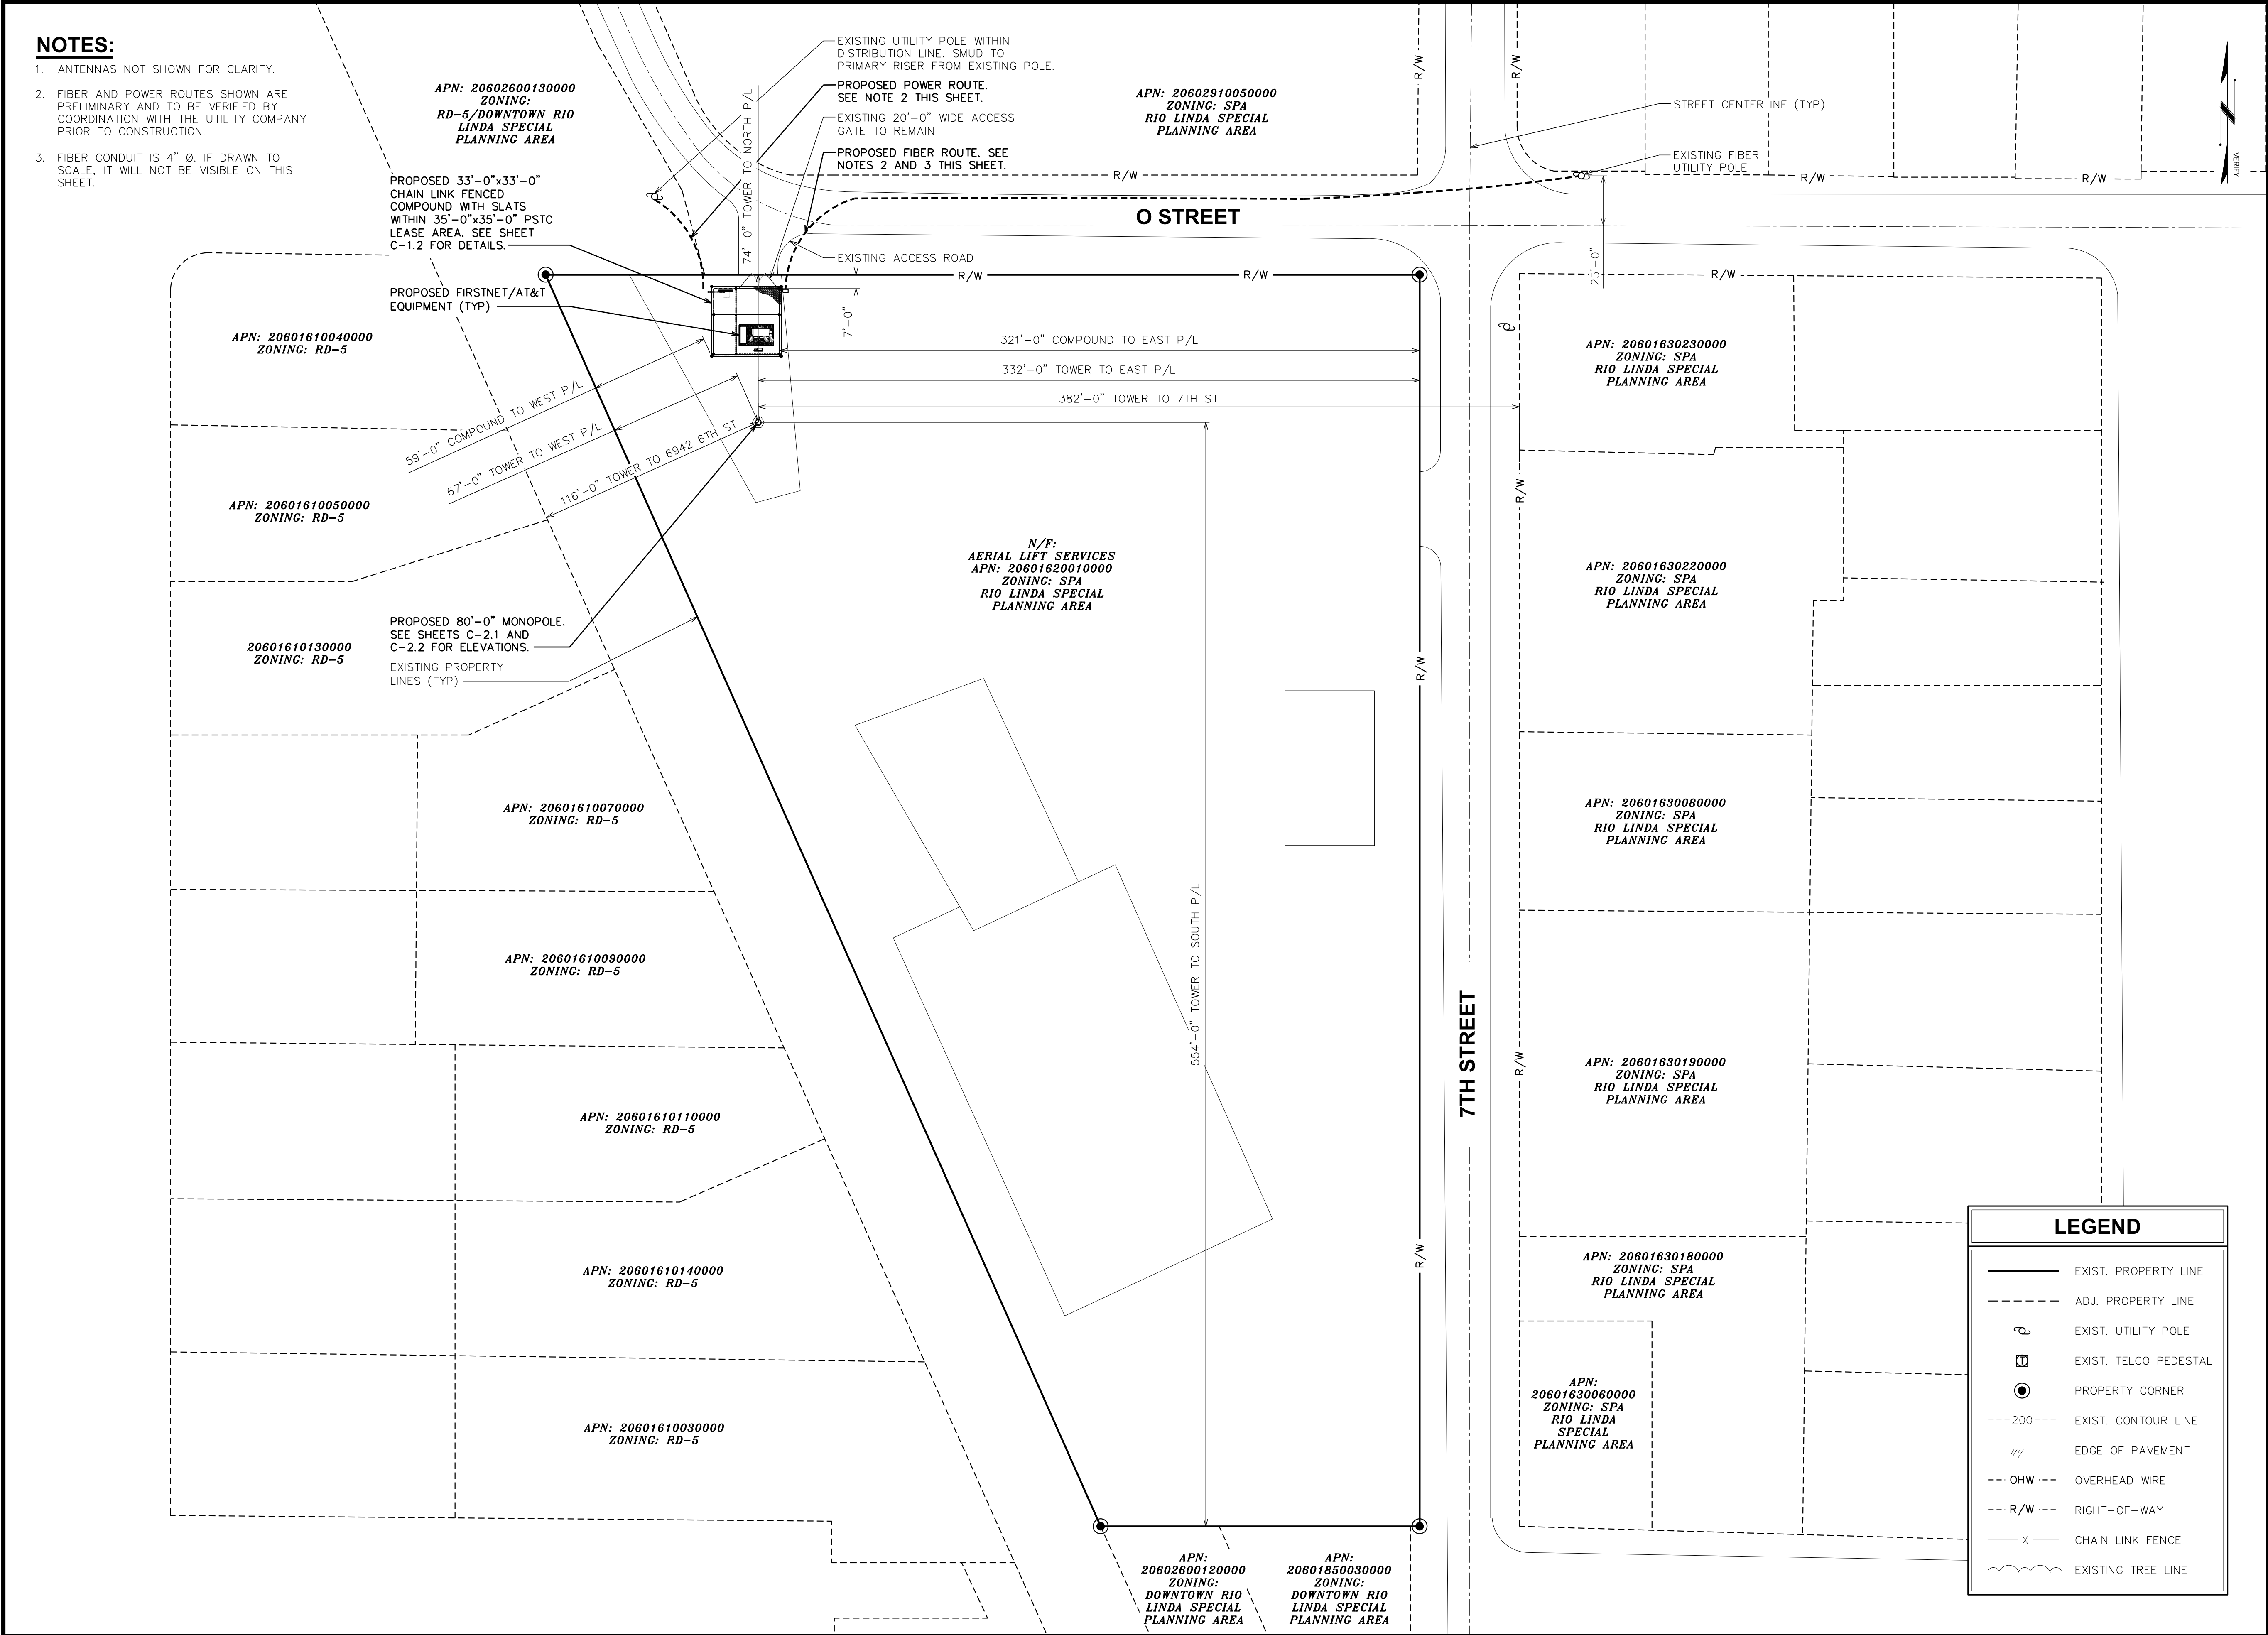 NOTES:
1. ANTENNAS NOT SHOWN FOR CLARITY.
2. FIBER AND POWER ROUTES SHOWN ARE
PRELIMINARY AND TO BE VERIFIED BY
COORDINATION WITH THE UTILITY COMPANY
PRIOR TO CONSTRUCTION.
3. FIBER CONDUIT IS 4" Ø. IF DRAWN TO
SCALE, IT WILL NOT BE VISIBLE ON THIS
SHEET.
APN: 20602600130000
ZONING:
RD-5/DOWNTOWN RIO
LINDA SPECIAL
PLANNING AREA
EXISTING UTILITY POLE WITHIN
DISTRIBUTION LINE. SMUD TO
PRIMARY RISER FROM EXISTING POLE.
PROPOSED POWER ROUTE.
SEE NOTE 2 THIS SHEET.
EXISTING 20'-0" WIDE ACCESS
GATE TO REMAIN
PROPOSED FIBER ROUTE. SEE
NOTES 2 AND 3 THIS SHEET.
APN: 20602910050000
ZONING: SPA
RIO LINDA SPECIAL
PLANNING AREA
R/W
R/W
R/W
STREET CENTERLINE (TYP)
EXISTING FIBER
UTILITY POLE
R/W
R/W
VERIFY
PROPOSED 33'-0"x33'-0"
CHAIN LINK FENCED
COMPOUND WITH SLATS
WITHIN 35'-0"x35'-0" PSTC
LEASE AREA. SEE SHEET
C-1.2 FOR DETAILS.
74'-0" TOWER TO NORTH P/L
O STREET
EXISTING ACCESS ROAD
R/W
R/W
25'-0"
R/W
PROPOSED FIRSTNET/AT&T
EQUIPMENT (TYP)
7'-0"
APN: 20601610040000
ZONING: RD-5
321'-0" COMPOUND TO EAST P/L
332'-0" TOWER TO EAST P/L
382'-0" TOWER TO 7TH ST
APN: 20601630230000
ZONING: SPA
RIO LINDA SPECIAL
PLANNING AREA
59'-0" COMPOUND TO WEST P/L
67'-0" TOWER TO WEST P/L
116'-0" TOWER TO 6942 6TH ST
R/W
APN: 20601610050000
ZONING: RD-5
N/F:
AERIAL LIFT SERVICES
APN: 20601620010000
ZONING: SPA
RIO LINDA SPECIAL
PLANNING AREA
APN: 20601630220000
ZONING: SPA
RIO LINDA SPECIAL
PLANNING AREA
PROPOSED 80'-0" MONOPOLE.
SEE SHEETS C-2.1 AND
C-2.2 FOR ELEVATIONS.
EXISTING PROPERTY
LINES (TYP)
20601610130000
ZONING: RD-5
R/W
APN: 20601610070000
ZONING: RD-5
APN: 20601630080000
ZONING: SPA
RIO LINDA SPECIAL
PLANNING AREA
554'-0" TOWER TO SOUTH P/L
APN: 20601610090000
ZONING: RD-5
7TH STREET
R/W
APN: 20601630190000
ZONING: SPA
RIO LINDA SPECIAL
PLANNING AREA
APN: 20601610110000
ZONING: RD-5
R/W
APN: 20601610140000
ZONING: RD-5
APN: 20601630180000
ZONING: SPA
RIO LINDA SPECIAL
PLANNING AREA
APN: 20601610030000
ZONING: RD-5
APN:
20601630060000
ZONING: SPA
RIO LINDA
SPECIAL
PLANNING AREA
APN:
20602600120000
ZONING:
DOWNTOWN RIO
LINDA SPECIAL
PLANNING AREA
APN:
20601850030000
ZONING:
DOWNTOWN RIO
LINDA SPECIAL
PLANNING AREA
LEGEND
EXIST. PROPERTY LINE
ADJ. PROPERTY LINE
EXIST. UTILITY POLE
T EXIST. TELCO PEDESTAL
PROPERTY CORNER
---200--- EXIST. CONTOUR LINE
EDGE OF PAVEMENT
OHW OVERHEAD WIRE
R/W RIGHT-OF-WAY
X CHAIN LINK FENCE
EXISTING TREE LINE